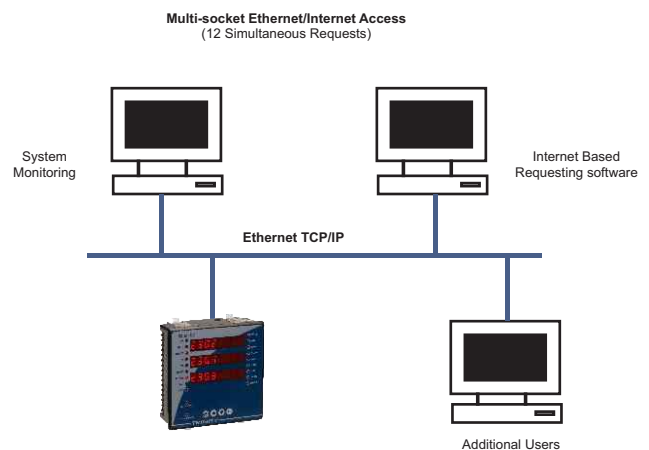 Multi-socket Ethernet/Internet Access
(12 Simultaneous Requests)
System
Monitoring
Internet Based
Requesting software
Ethernet TCP/IP
Additional Users